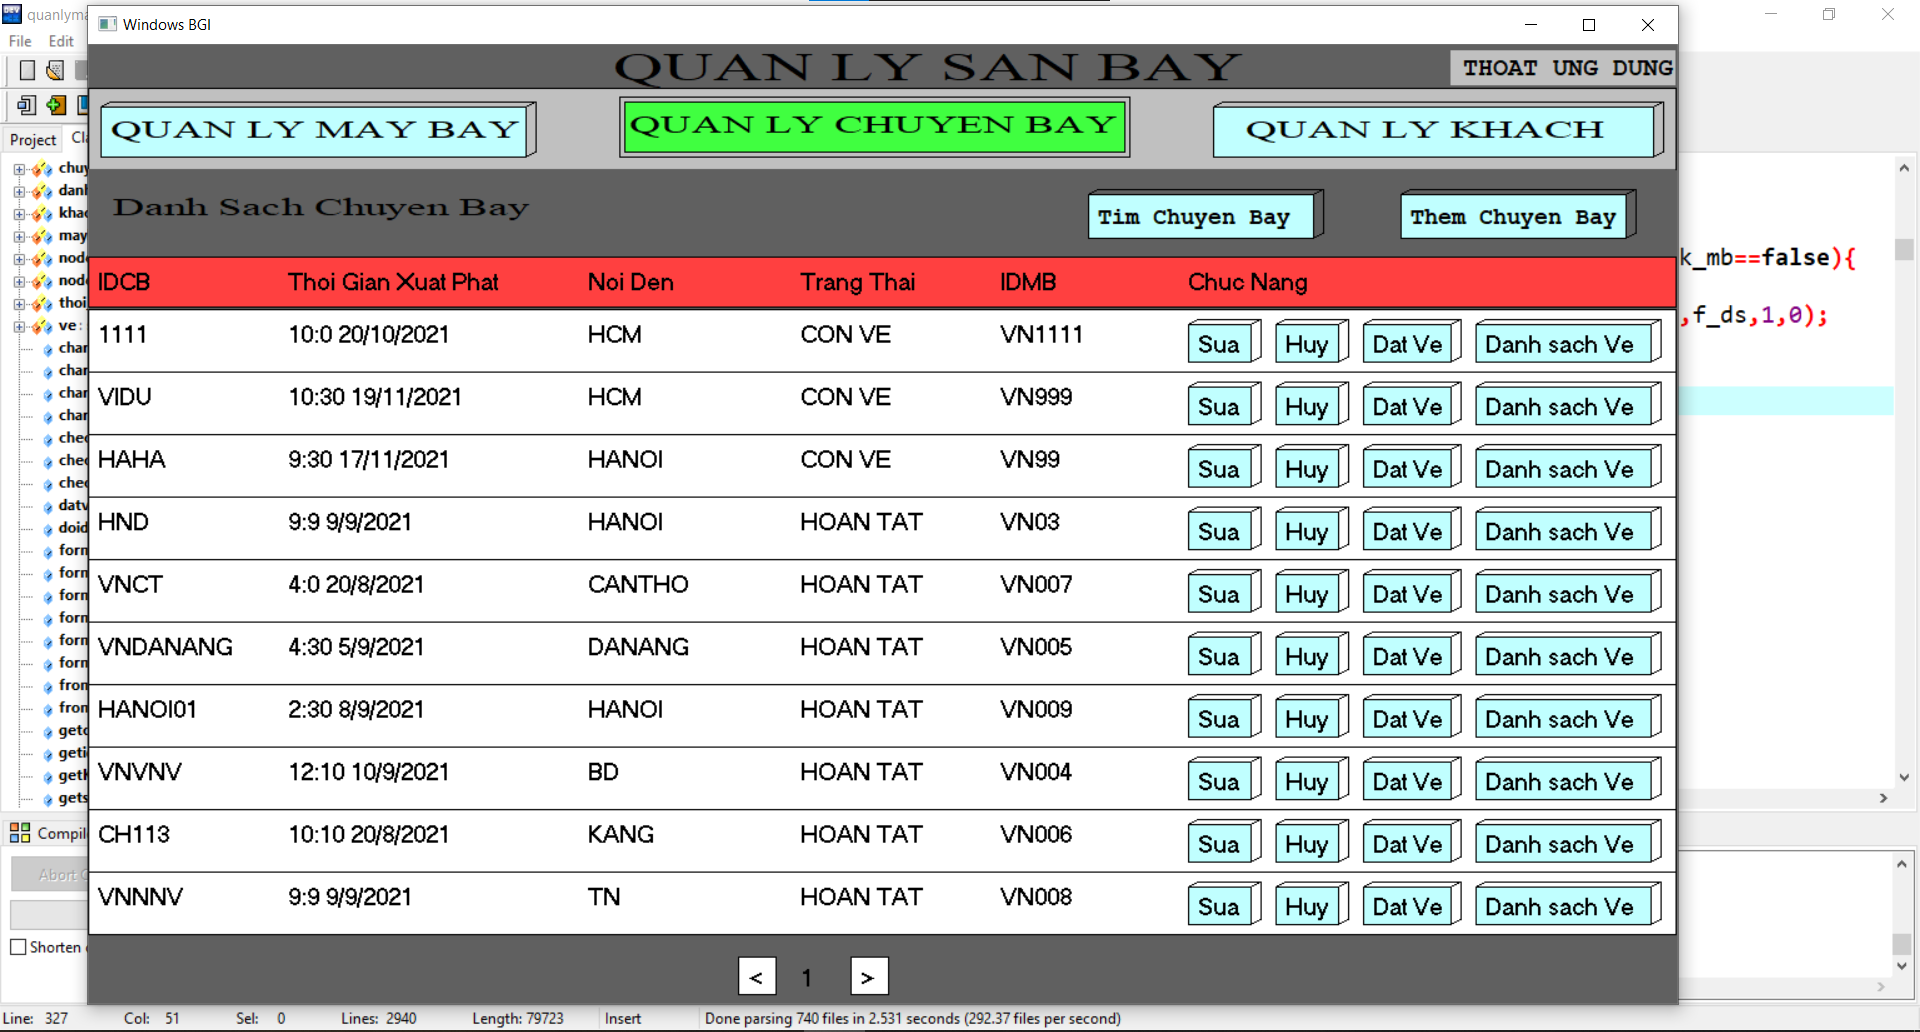 quanlyma
Windows BGI
File Edit
QUAN LY SAN BAY
THOAT UNG DUNG
QUAN LY MAY BAY
QUAN LY CHUYEN BAY
QUAN LY KHACH
Project Cla
Danh Sach Chuyen Bay
Tim Chuyen Bay
Them Chuyen Bay
IDCB Thoi Gian Xuat Phat Noi Den Trang Thai IDMB Chuc Nang
1111 10:0 20/10/2021 HCM CON VE VN1111 Sua Huy Dat Ve Danh sach Ve
VIDU 10:30 19/11/2021 HCM CON VE VN999 Sua Huy Dat Ve Danh sach Ve
HAHA 9:30 17/11/2021 HANOI CON VE VN99 Sua Huy Dat Ve Danh sach Ve
HND 9:9 9/9/2021 HANOI HOAN TAT VN03 Sua Huy Dat Ve Danh sach Ve
VNCT 4:0 20/8/2021 CANTHO HOAN TAT VN007 Sua Huy Dat Ve Danh sach Ve
VNDANANG 4:30 5/9/2021 DANANG HOAN TAT VN005 Sua Huy Dat Ve Danh sach Ve
HANOI01 2:30 8/9/2021 HANOI HOAN TAT VN009 Sua Huy Dat Ve Danh sach Ve
VNVNV 12:10 10/9/2021 BD HOAN TAT VN004 Sua Huy Dat Ve Danh sach Ve
CH113 10:10 20/8/2021 KANG HOAN TAT VN006 Sua Huy Dat Ve Danh sach Ve
VNNNV 9:9 9/9/2021 TN HOAN TAT VN008 Sua Huy Dat Ve Danh sach Ve
< 1 >
chuy
danh
khac
may
node
node
thoi
ve :
char
char
char
char
chec
chec
chec
datv
doid
form
form
form
form
form
form
from
from
getc
geti
getk
gets
k_mb==false){
,f_ds,1,0);
Compil
Abort C
Shorten
Line: 327 Col: 51 Sel: 0 Lines: 2940 Length: 79723 Insert Done parsing 740 files in 2.531 seconds (292.37 files per second)